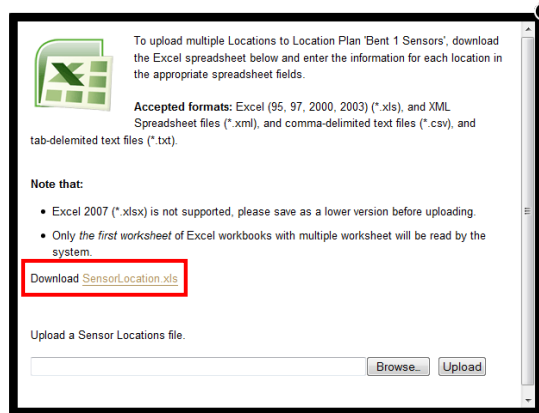 To upload multiple Locations to Location Plan 'Bent 1 Sensors', download
the Excel spreadsheet below and enter the information for each location in
the appropriate spreadsheet fields.
Accepted formats: Excel (95, 97, 2000, 2003) (*.xls), and XML
Spreadsheet files (*.xml), and comma-delimited text files (*.csv), and
tab-delemited text files (*.txt).
Note that:
• Excel 2007 (*.xlsx) is not supported, please save as a lower version before uploading.
• Only the first worksheet of Excel workbooks with multiple worksheet will be read by the
system.
Download SensorLocation.xls
Upload a Sensor Locations file.
Browse... Upload